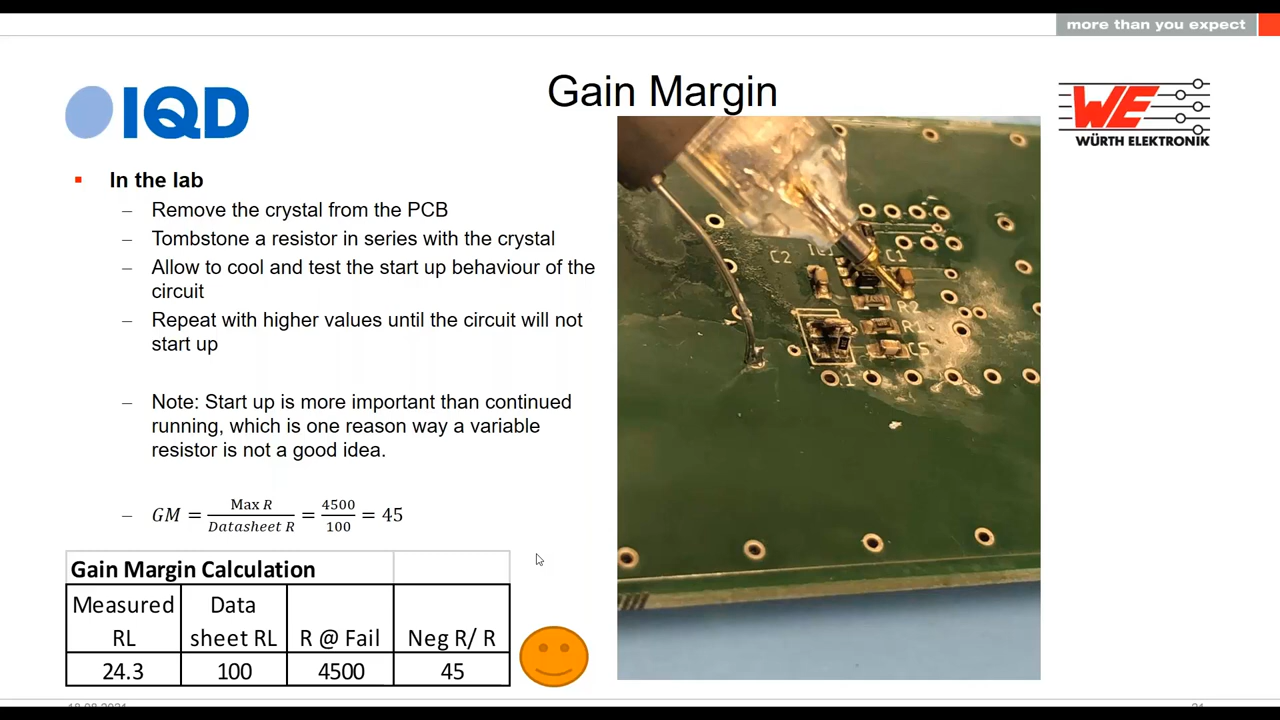 more than you expect
IQD
Gain Margin
WE
WÜRTH ELEKTRONIK
▪ In the lab
– Remove the crystal from the PCB
– Tombstone a resistor in series with the crystal
– Allow to cool and test the start up behaviour of the
circuit
– Repeat with higher values until the circuit will not
start up
– Note: Start up is more important than continued
running, which is one reason way a variable
resistor is not a good idea.
– GM = Max R / Datasheet R = 4500 / 100 = 45
C2
C1
R2
R1
C5
1
Gain Margin Calculation
Measured RL Data sheet RL R @ Fail Neg R/ R
24.3 100 4500 45